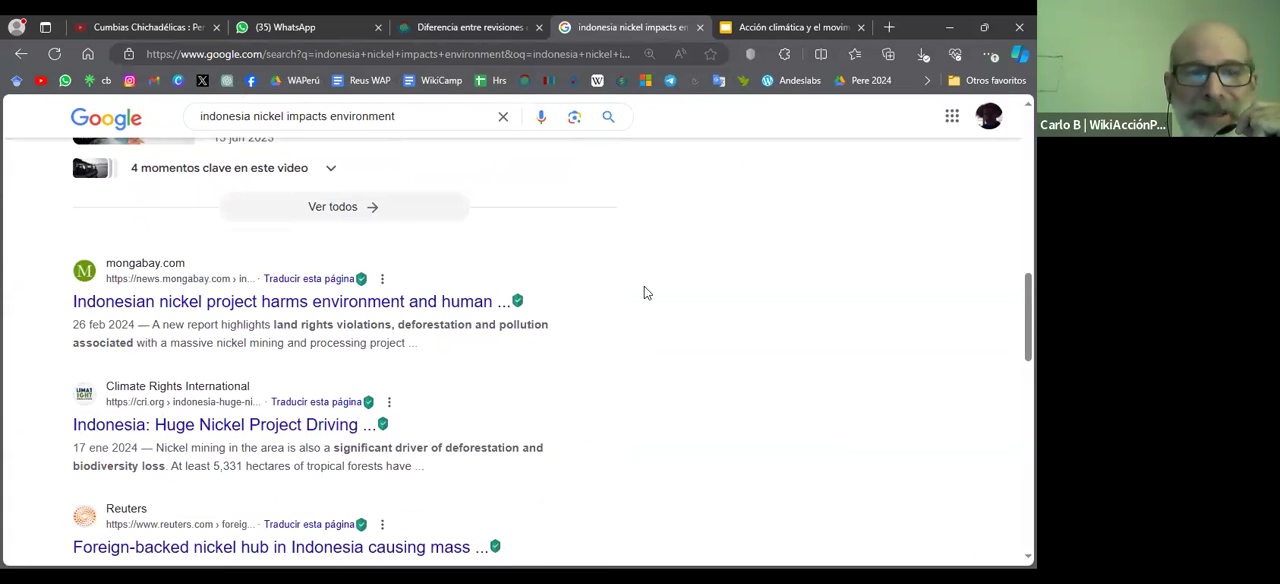 Cumbias Chichadélicas : Per
(35) WhatsApp
Diferencia entre revisiones
indonesia nickel impacts en
Acción climática y el movim
https://www.google.com/search?q=indonesia+nickel+impacts+environment&oq=indonesia+nickel+i...
cb
WAPerú
Reus WAP
WikiCamp
Hrs
Andeslabs
Pere 2024
Otros favoritos
Google
indonesia nickel impacts environment
Carlo B | WikiAcciónP...
15 jun 2023
4 momentos clave en este video
Ver todos
mongabay.com
https://news.mongabay.com › in... · Traducir esta página
Indonesian nickel project harms environment and human ...
26 feb 2024 — A new report highlights land rights violations, deforestation and pollution
associated with a massive nickel mining and processing project ...
Climate Rights International
https://cri.org › indonesia-huge-ni... · Traducir esta página
Indonesia: Huge Nickel Project Driving ...
17 ene 2024 — Nickel mining in the area is also a significant driver of deforestation and
biodiversity loss. At least 5,331 hectares of tropical forests have ...
Reuters
https://www.reuters.com › foreig... · Traducir esta página
Foreign-backed nickel hub in Indonesia causing mass ...